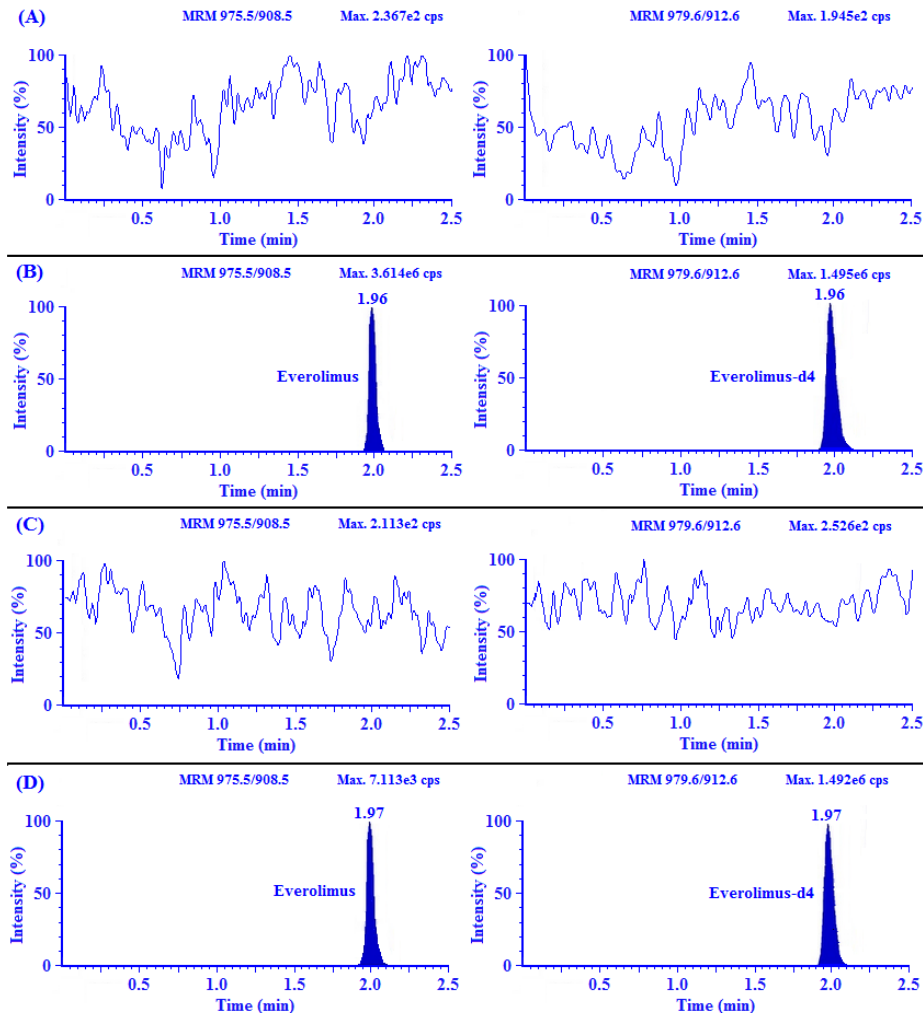 (A) MRM 975.5/908.5 Max. 2.367e2 cps
Intensity (%)
100
50
0
0.5 1.0 1.5 2.0 2.5
Time (min)
MRM 979.6/912.6 Max. 1.945e2 cps
Intensity (%)
100
50
0
0.5 1.0 1.5 2.0 2.5
Time (min)
(B) MRM 975.5/908.5 Max. 3.614e6 cps
1.96
Intensity (%)
100
50
0
Everolimus
0.5 1.0 1.5 2.0 2.5
Time (min)
MRM 979.6/912.6 Max. 1.495e6 cps
1.96
Intensity (%)
100
50
0
Everolimus-d4
0.5 1.0 1.5 2.0 2.5
Time (min)
(C) MRM 975.5/908.5 Max. 2.113e2 cps
Intensity (%)
100
50
0
0.5 1.0 1.5 2.0 2.5
Time (min)
MRM 979.6/912.6 Max. 2.526e2 cps
Intensity (%)
100
50
0
0.5 1.0 1.5 2.0 2.5
Time (min)
(D) MRM 975.5/908.5 Max. 7.113e3 cps
1.97
Intensity (%)
100
50
0
Everolimus
0.5 1.0 1.5 2.0 2.5
Time (min)
MRM 979.6/912.6 Max. 1.492e6 cps
1.97
Intensity (%)
100
50
0
Everolimus-d4
0.5 1.0 1.5 2.0 2.5
Time (min)